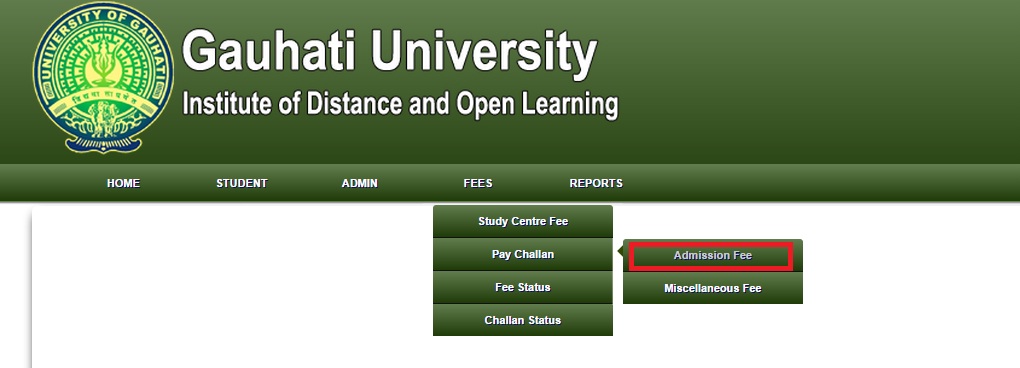 UNIVERSITY OF GAUHATI
Gauhati University
Institute of Distance and Open Learning
HOME STUDENT ADMIN FEES REPORTS
Study Centre Fee
Pay Challan
Admission Fee
Fee Status
Miscellaneous Fee
Challan Status